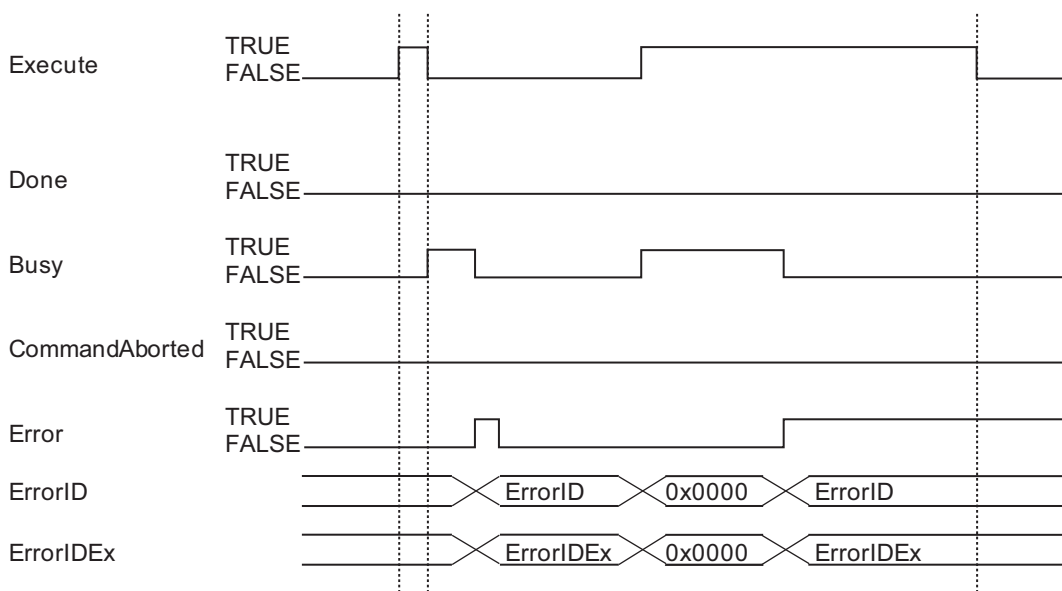 TRUE
Execute
FALSE
TRUE
Done
FALSE
TRUE
Busy
FALSE
TRUE
CommandAborted
FALSE
TRUE
Error
FALSE
ErrorID ErrorID 0x0000 ErrorID
ErrorIDEx ErrorIDEx 0x0000 ErrorIDEx